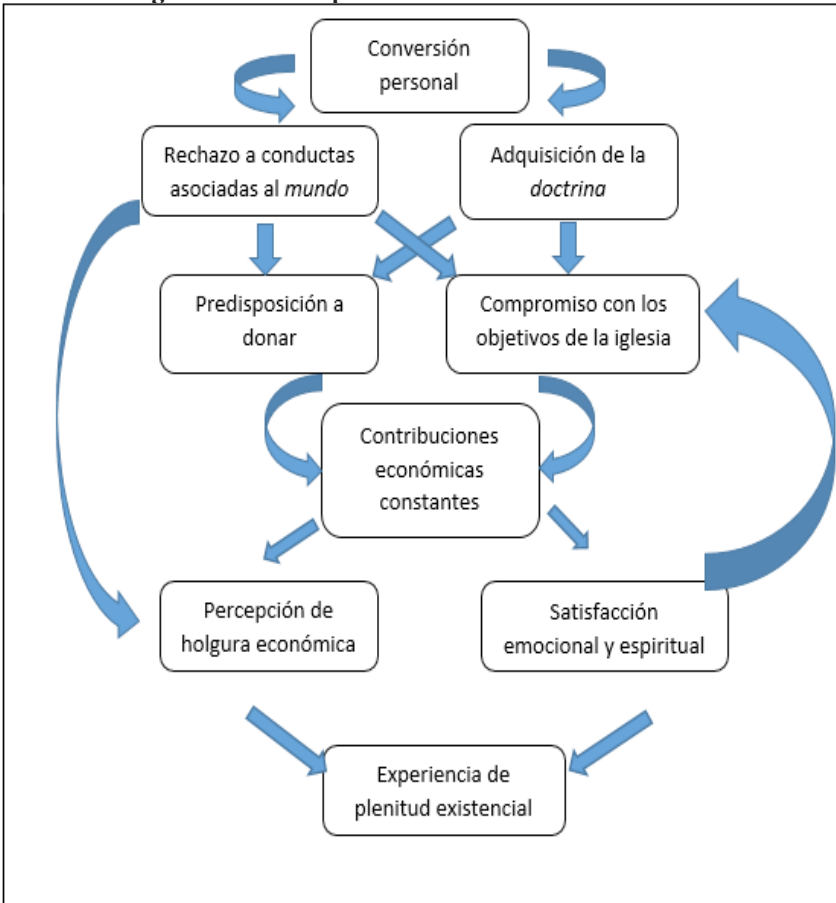 Conversión
personal
Rechazo a conductas
asociadas al mundo
Adquisición de la
doctrina
Predisposición a
donar
Compromiso con los
objetivos de la iglesia
Contribuciones
económicas
constantes
Percepción de
holgura económica
Satisfacción
emocional y espiritual
Experiencia de
plenitud existencial